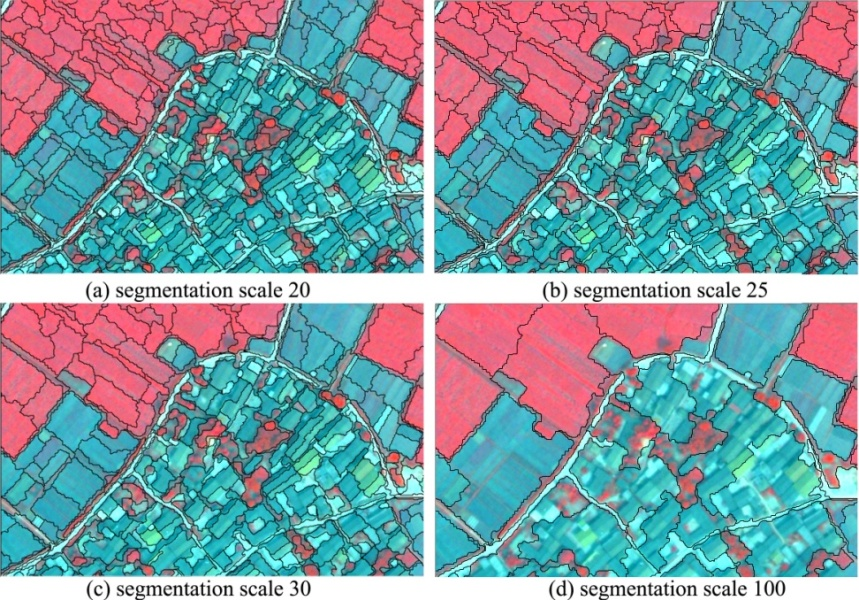 (a) segmentation scale 20
(b) segmentation scale 25
(c) segmentation scale 30
(d) segmentation scale 100